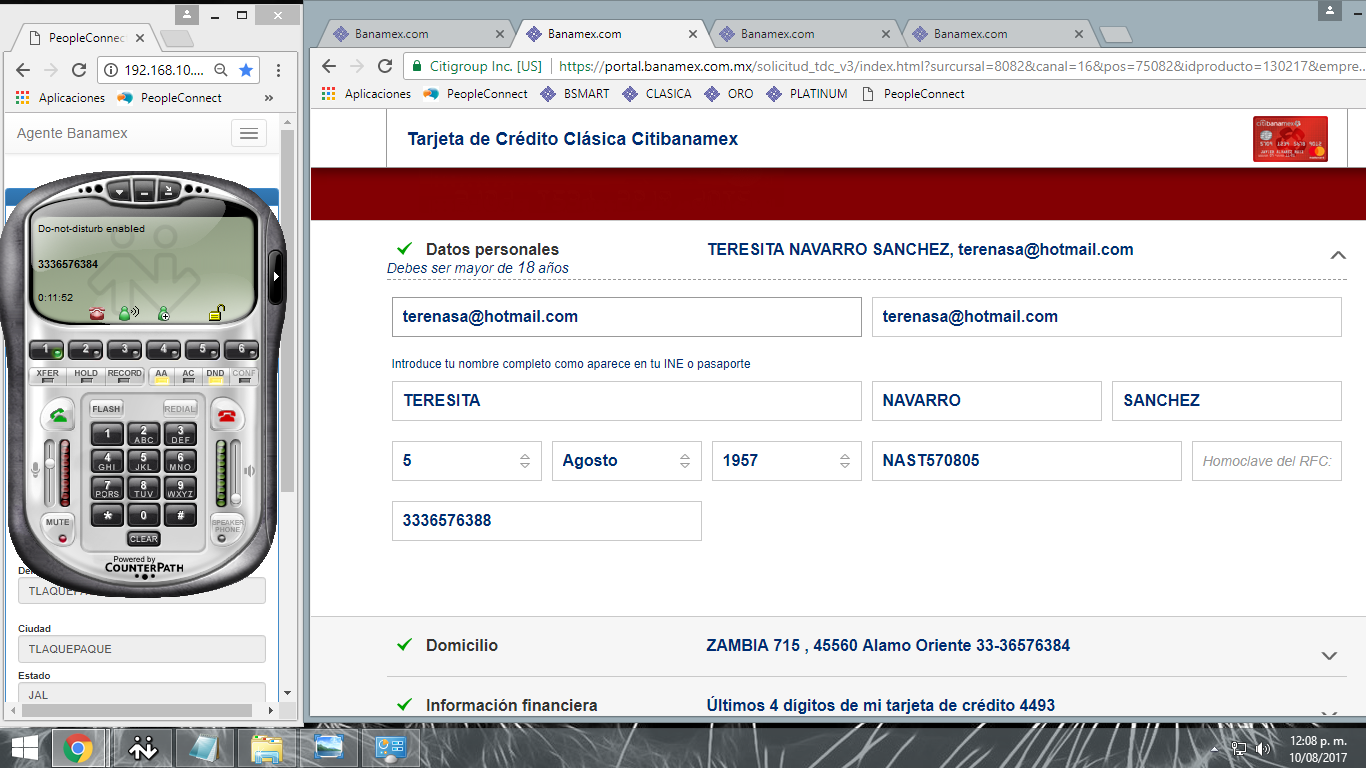 PeopleConnec
192.168.10....
Aplicaciones
PeopleConnect
»
Agente Banamex
Do-not-disturb enabled
3336576384
0:11:52
1 2 3 4 5 6
XFER HOLD RECORD AA AC DND CONF
FLASH REDIAL
1 2 ABC 3 DEF
4 GHI 5 JKL 6 MNO
7 PQRS 8 TUV 9 WXYZ
* 0 #
MUTE
SPEAKER PHONE
CLEAR
Powered by
COUNTERPATH
TLAQUEPA
Ciudad
TLAQUEPAQUE
Estado
JAL
Banamex.com Banamex.com Banamex.com Banamex.com
Citigroup Inc. [US] https://portal.banamex.com.mx/solicitud_tdc_v3/index.html?surcursal=8082&canal=16&pos=75082&idproducto=130217&empre...
Aplicaciones PeopleConnect BSMART CLASICA ORO PLATINUM PeopleConnect
Tarjeta de Crédito Clásica Citibanamex
Datos personales TERESITA NAVARRO SANCHEZ, terenasa@hotmail.com
Debes ser mayor de 18 años
terenasa@hotmail.com terenasa@hotmail.com
Introduce tu nombre completo como aparece en tu INE o pasaporte
TERESITA NAVARRO SANCHEZ
5 Agosto 1957 NAST570805 Homoclave del RFC:
3336576388
Domicilio ZAMBIA 715 , 45560 Alamo Oriente 33-36576384
Información financiera Últimos 4 dígitos de mi tarjeta de crédito 4493
12:08 p. m.
10/08/2017